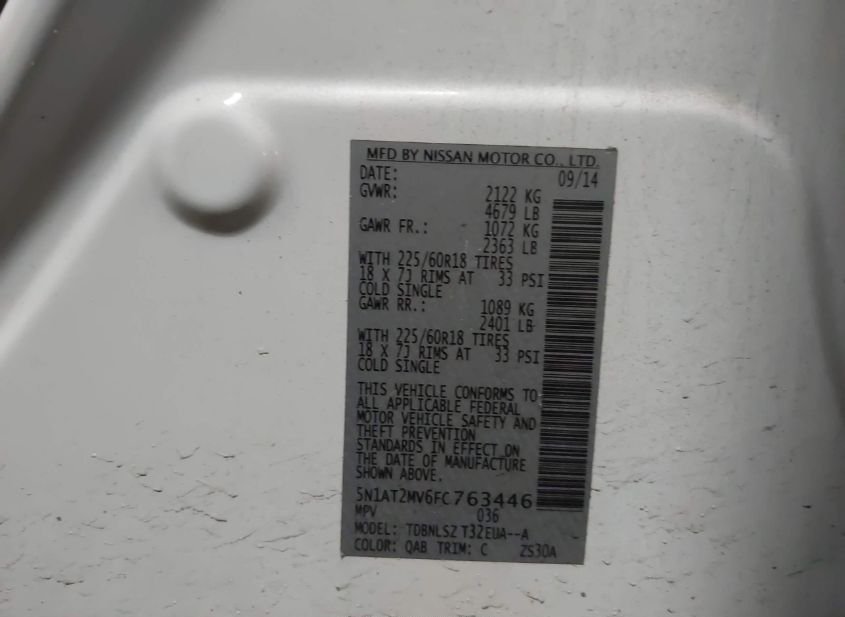 MFD BY NISSAN MOTOR CO., LTD.
DATE: 09/14
GVWR: 2122 KG
4679 LB
GAWR FR.: 1072 KG
2363 LB
WITH 225/60R18 TIRES
18 X 7J RIMS AT 33 PSI
COLD SINGLE
GAWR RR.: 1089 KG
2401 LB
WITH 225/60R18 TIRES
18 X 7J RIMS AT 33 PSI
COLD SINGLE
THIS VEHICLE CONFORMS TO
ALL APPLICABLE FEDERAL
MOTOR VEHICLE SAFETY AND
THEFT PREVENTION
STANDARDS IN EFFECT ON
THE DATE OF MANUFACTURE
SHOWN ABOVE.
5N1AT2MV6FC763446
MPV 036
MODEL: TDBNLSZ T32EUA--A
COLOR: QAB TRIM: C ZS30A